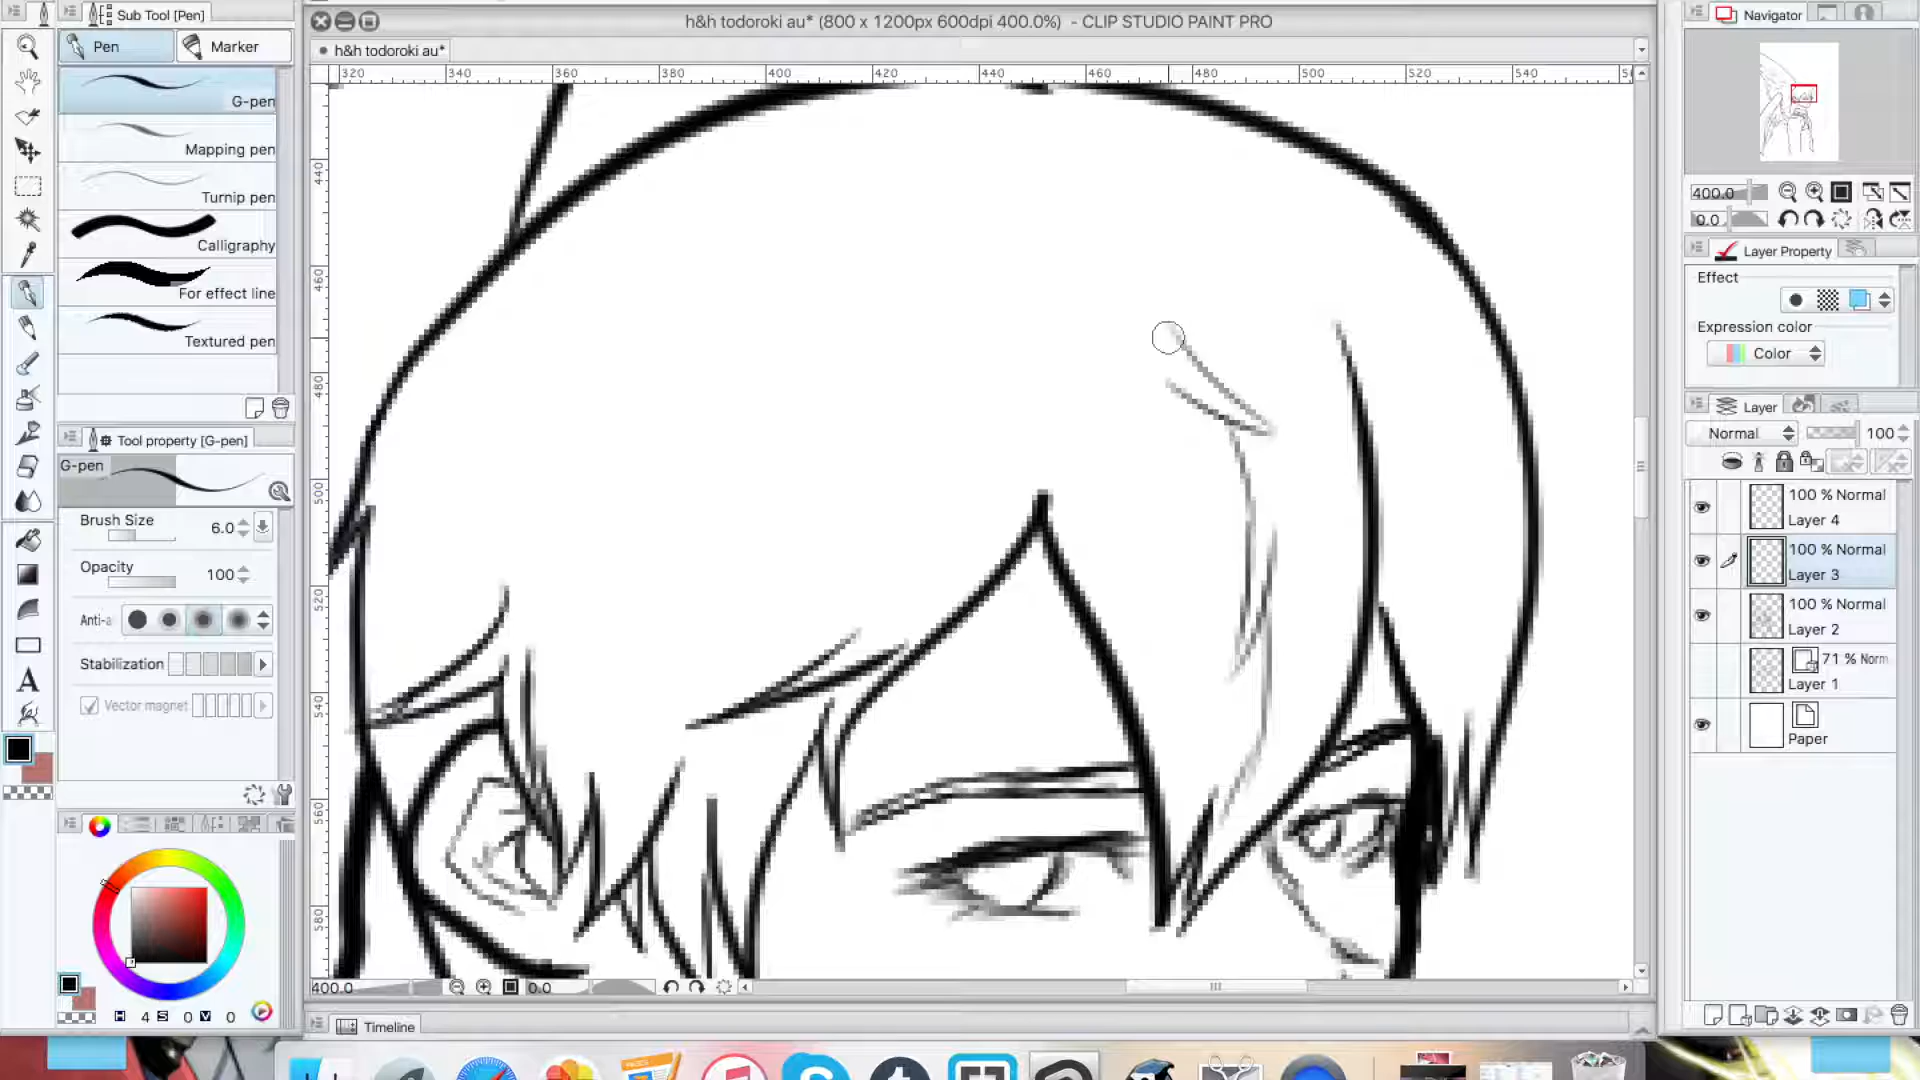 Sub Tool [Pen]
Pen
Marker
G-pen
Mapping pen
Turnip pen
Calligraphy
For effect line
Textured pen
Tool property [G-pen]
G-pen
Brush Size
6.0
Opacity
100
Anti-a
Stabilization
Vector magnet
H 4 S 0 V 0
h&h todoroki au* (800 x 1200px 600dpi 400.0%) - CLIP STUDIO PAINT PRO
h&h todoroki au*
320 340 360 380 400 420 440 460 480 500 520 540
440
460
480
500
520
540
560
580
400.0
0.0
Timeline
Navigator
400.0
0.0
Layer Property
Effect
Expression color
Color
Layer
Normal
100
100 % Normal
Layer 4
100 % Normal
Layer 3
100 % Normal
Layer 2
71 % Norm
Layer 1
Paper